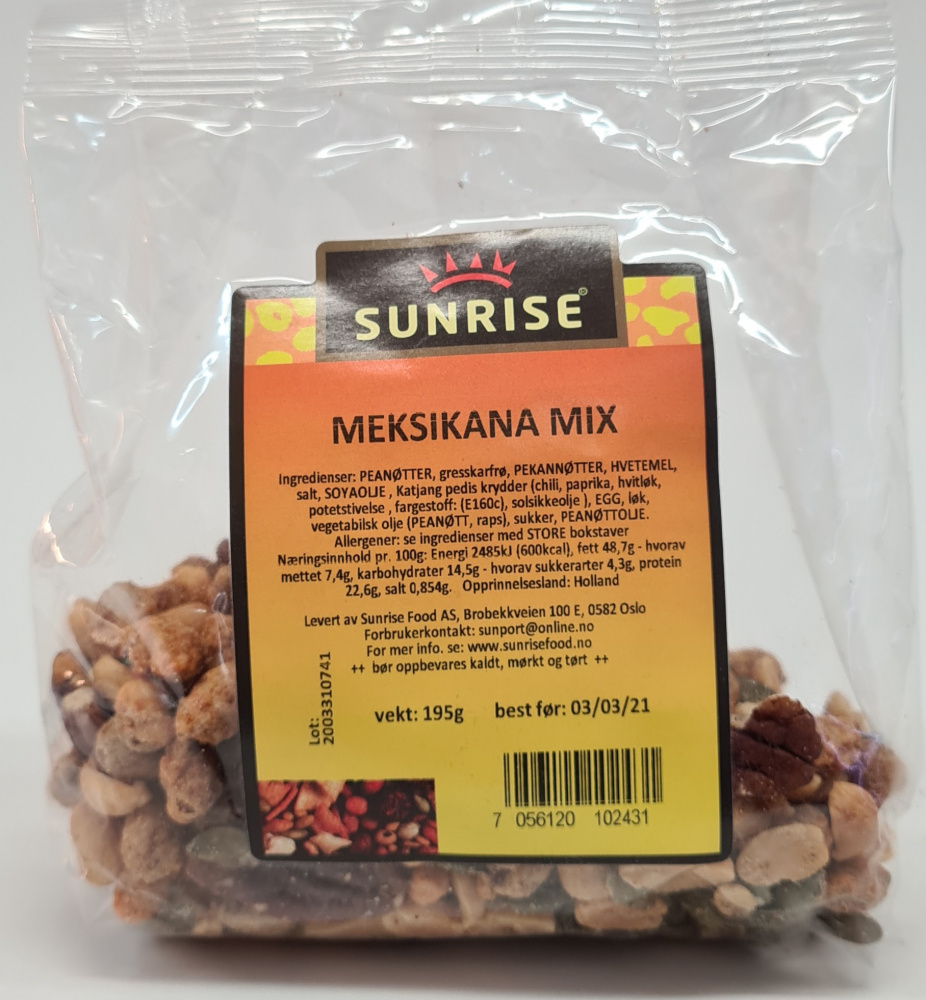 SUNRISE®
MEKSIKANA MIX
Ingredienser: PEANØTTER, gresskarfrø, PEKANNØTTER, HVETEMEL,
salt, SOYAOLJE , Katjang pedis krydder (chili, paprika, hvitløk,
potetstivelse , fargestoff: (E160c), solsikkeolje ), EGG, løk,
vegetabilsk olje (PEANØTT, raps), sukker, PEANØTTOLJE.
Allergener: se ingredienser med STORE bokstaver
Næringsinnhold pr. 100g: Energi 2485kJ (600kcal), fett 48,7g - hvorav
mettet 7,4g, karbohydrater 14,5g - hvorav sukkerarter 4,3g, protein
22,6g, salt 0,854g. Opprinnelsesland: Holland
Levert av Sunrise Food AS, Brobekkveien 100 E, 0582 Oslo
Forbrukerkontakt: sunport@online.no
For mer info. se: www.sunrisefood.no
++ bør oppbevares kaldt, mørkt og tørt ++
Lot:
2003310741
vekt: 195g best før: 03/03/21
7 056120 102431